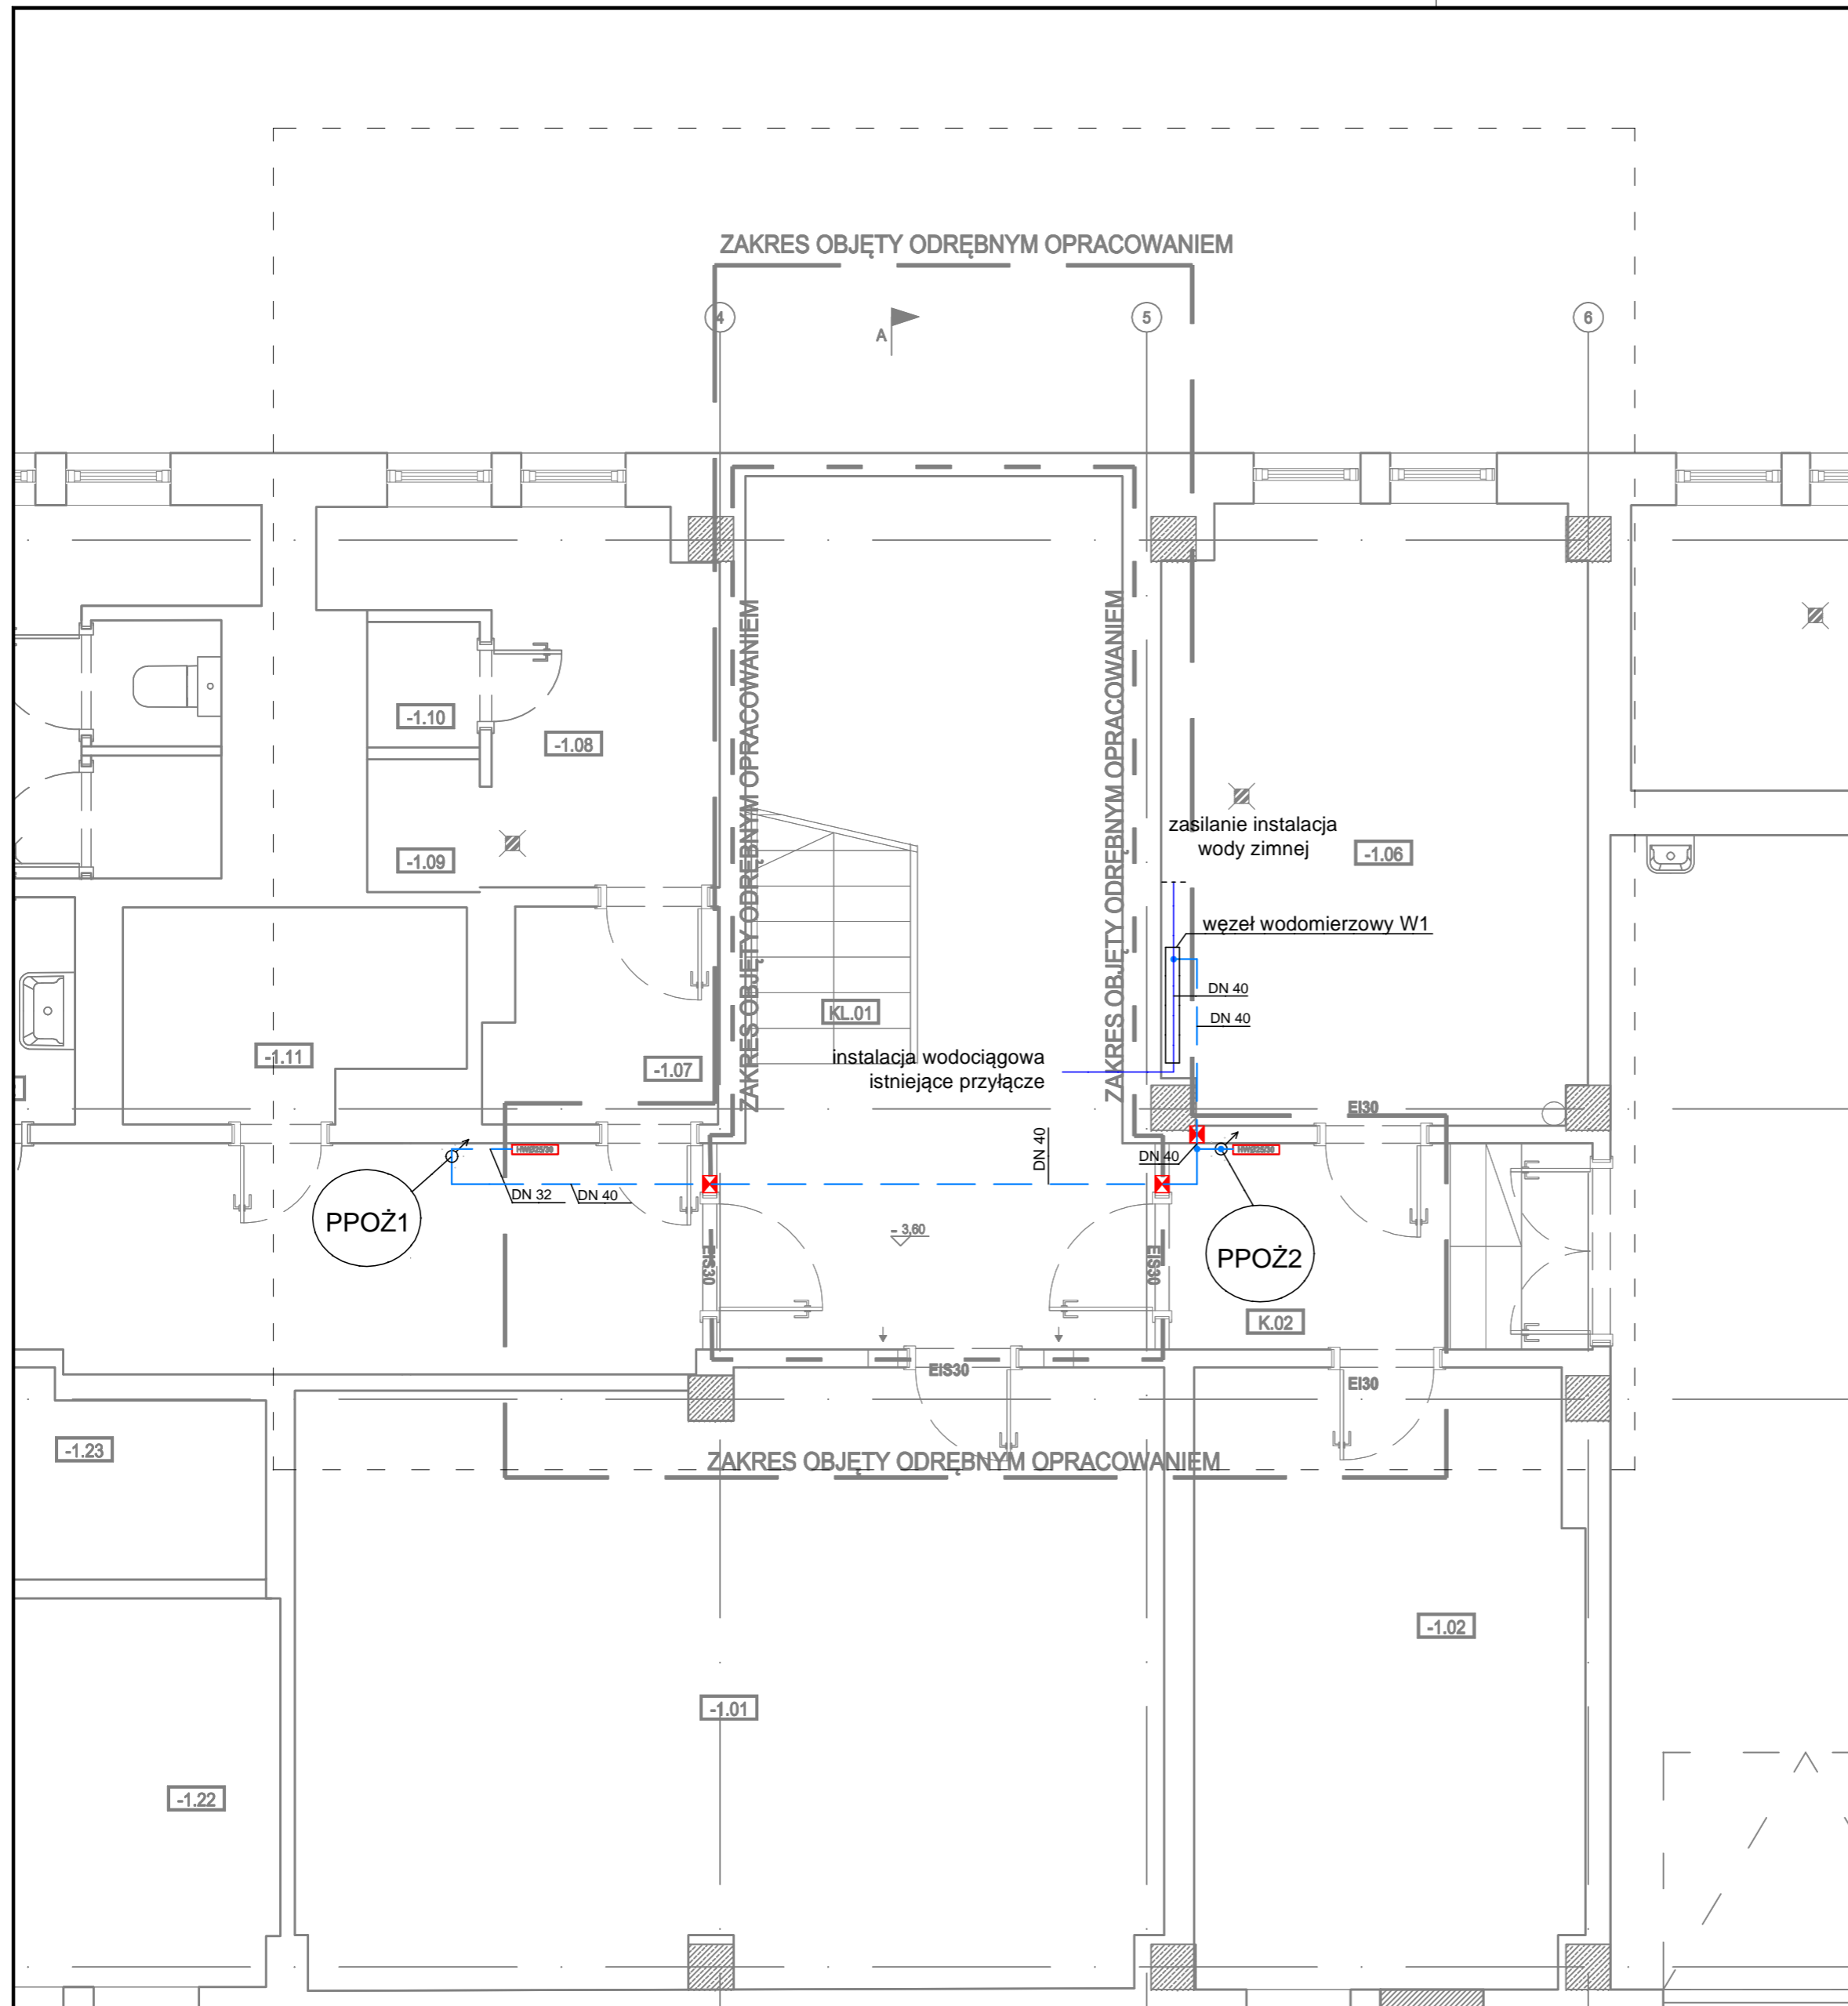 ZAKRES OBJĘTY ODRĘBNYM OPRACOWANIEM
4
5
6
A
ZAKRES OBJĘTY ODRĘBNYM OPRACOWANIEM
ZAKRES OBJĘTY ODRĘBNYM OPRACOWANIEM
-1.10
-1.08
-1.09
zasilanie instalacja
wody zimnej
-1.06
węzeł wodomierzowy W1
DN 40
DN 40
KL.01
-1.11
-1.07
instalacja wodociągowa
istniejące przyłącze
EI30
DN 40
DN 40
DN 32
DN 40
PPOŻ1
- 3,60
PPOŻ2
EIS30
EIS30
K.02
EIS30
EI30
-1.23
ZAKRES OBJĘTY ODRĘBNYM OPRACOWANIEM
-1.02
-1.01
-1.22